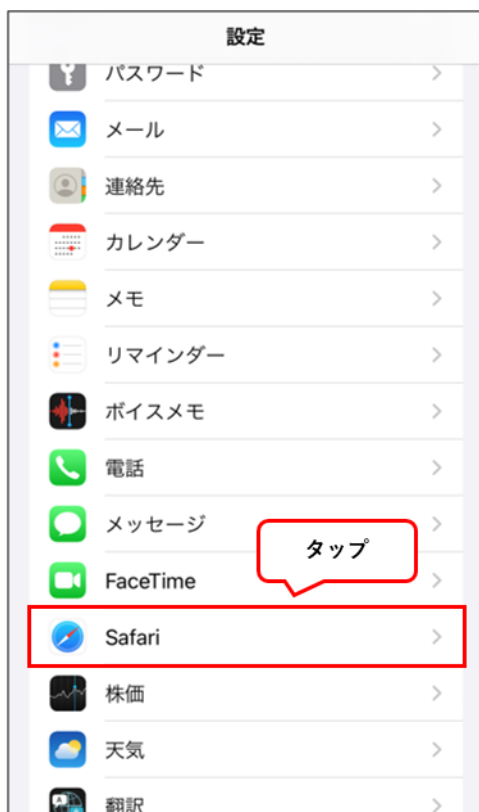 設定
パスワード
メール
連絡先
カレンダー
メモ
リマインダー
ボイスメモ
電話
メッセージ
タップ
FaceTime
Safari
株価
天気
翻訳